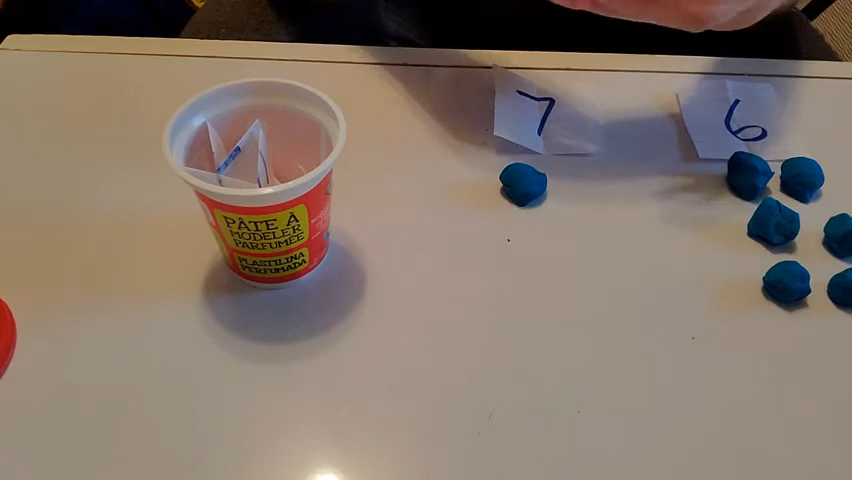 7
6
PÂTE À
MODELER
PARFUMÉE
PLASTILINA
PERFUMADA